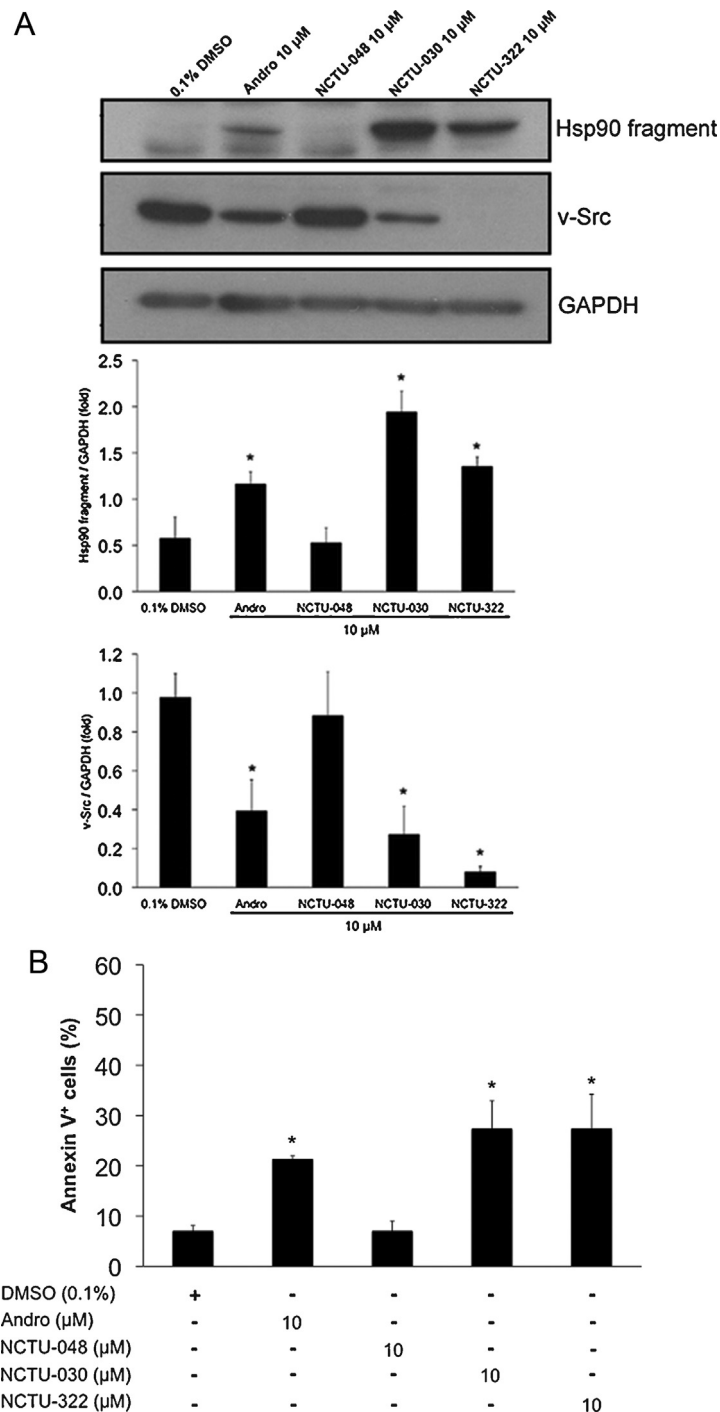 A
0.1% DMSO
Andro 10 µM
NCTU-048 10 µM
NCTU-030 10 µM
NCTU-322 10 µM
Hsp90 fragment
v-Src
GAPDH
Hsp90 fragment / GAPDH (fold)
2.5
2.0
1.5
1.0
0.5
0.0
*
*
*
0.1% DMSO Andro NCTU-048 NCTU-030 NCTU-322
10 µM
v-Src / GAPDH (fold)
1.2
1.0
0.8
0.6
0.4
0.2
0.0
*
*
*
0.1% DMSO Andro NCTU-048 NCTU-030 NCTU-322
10 µM
B
Annexin V+ cells (%)
60
50
40
30
20
10
0
*
*
*
DMSO (0.1%) + - - - -
Andro (µM) - 10 - - -
NCTU-048 (µM) - - 10 - -
NCTU-030 (µM) - - - 10 -
NCTU-322 (µM) - - - - 10